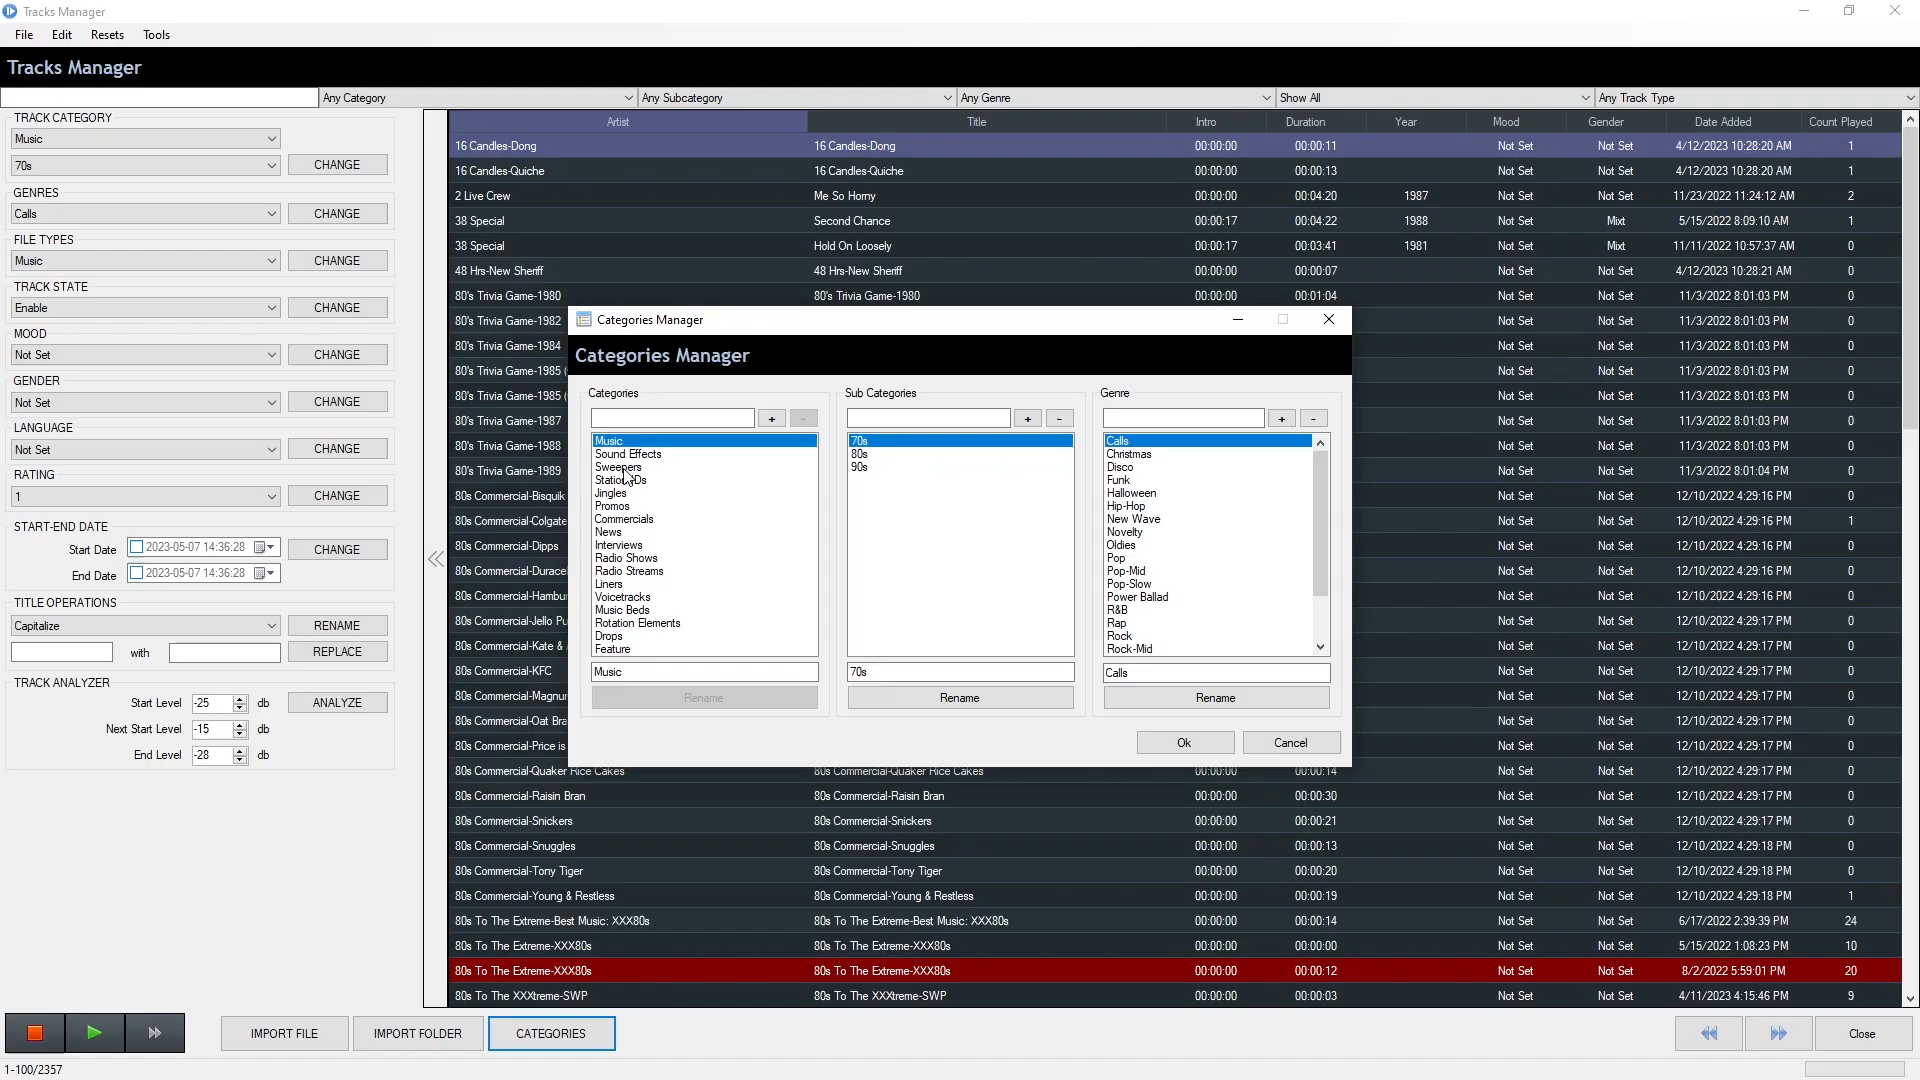 Tracks Manager
File Edit Resets Tools
Tracks Manager
Any Category Any Subcategory Any Genre Show All Any Track Type
TRACK CATEGORY
Music
70s CHANGE
GENRES
Calls CHANGE
FILE TYPES
Music CHANGE
TRACK STATE
Enable CHANGE
MOOD
Not Set CHANGE
GENDER
Not Set CHANGE
LANGUAGE
Not Set CHANGE
RATING
1 CHANGE
START-END DATE
Start Date 2023-05-07 14:36:28 CHANGE
End Date 2023-05-07 14:36:28
TITLE OPERATIONS
Capitalize RENAME
with REPLACE
TRACK ANALYZER
Start Level -25 db ANALYZE
Next Start Level -15 db
End Level -28 db
Artist Title Intro Duration Year Mood Gender Date Added Count Played
16 Candles-Dong 16 Candles-Dong 00:00:00 00:00:11 Not Set Not Set 4/12/2023 10:28:20 AM 1
16 Candles-Quiche 16 Candles-Quiche 00:00:00 00:00:13 Not Set Not Set 4/12/2023 10:28:20 AM 1
2 Live Crew Me So Horny 00:00:00 00:04:20 1987 Not Set Not Set 11/23/2022 11:24:12 AM 2
38 Special Second Chance 00:00:17 00:04:22 1988 Not Set Mixt 5/15/2022 8:09:10 AM 1
38 Special Hold On Loosely 00:00:17 00:03:41 1981 Not Set Mixt 11/11/2022 10:57:37 AM 0
48 Hrs-New Sheriff 48 Hrs-New Sheriff 00:00:00 00:00:07 Not Set Not Set 4/12/2023 10:28:21 AM 0
80's Trivia Game-1980 80's Trivia Game-1980 00:00:00 00:01:04 Not Set Not Set 11/3/2022 8:01:03 PM 0
80's Trivia Game-1982 Not Set Not Set 11/3/2022 8:01:03 PM 0
80's Trivia Game-1984 Not Set Not Set 11/3/2022 8:01:03 PM 0
80's Trivia Game-1985 ( Not Set Not Set 11/3/2022 8:01:03 PM 0
80's Trivia Game-1985 ( Not Set Not Set 11/3/2022 8:01:03 PM 0
80's Trivia Game-1987 Not Set Not Set 11/3/2022 8:01:03 PM 0
80's Trivia Game-1988 Not Set Not Set 11/3/2022 8:01:03 PM 0
80's Trivia Game-1989 Not Set Not Set 11/3/2022 8:01:04 PM 0
80s Commercial-Bisquik Not Set Not Set 12/10/2022 4:29:16 PM 0
80s Commercial-Colgate Not Set Not Set 12/10/2022 4:29:16 PM 1
80s Commercial-Dipps Not Set Not Set 12/10/2022 4:29:16 PM 0
80s Commercial-Durace Not Set Not Set 12/10/2022 4:29:16 PM 0
80s Commercial-Hambur Not Set Not Set 12/10/2022 4:29:16 PM 0
80s Commercial-Jello Pu Not Set Not Set 12/10/2022 4:29:17 PM 0
80s Commercial-Kate & Not Set Not Set 12/10/2022 4:29:17 PM 0
80s Commercial-KFC Not Set Not Set 12/10/2022 4:29:17 PM 0
80s Commercial-Magnur Not Set Not Set 12/10/2022 4:29:17 PM 0
80s Commercial-Oat Bra Not Set Not Set 12/10/2022 4:29:17 PM 0
80s Commercial-Price is Not Set Not Set 12/10/2022 4:29:17 PM 0
80s Commercial-Quaker Rice Cakes 80s Commercial-Quaker Rice Cakes 00:00:00 00:00:14 Not Set Not Set 12/10/2022 4:29:17 PM 0
80s Commercial-Raisin Bran 80s Commercial-Raisin Bran 00:00:00 00:00:30 Not Set Not Set 12/10/2022 4:29:17 PM 0
80s Commercial-Snickers 80s Commercial-Snickers 00:00:00 00:00:21 Not Set Not Set 12/10/2022 4:29:17 PM 0
80s Commercial-Snuggles 80s Commercial-Snuggles 00:00:00 00:00:13 Not Set Not Set 12/10/2022 4:29:18 PM 0
80s Commercial-Tony Tiger 80s Commercial-Tony Tiger 00:00:00 00:00:20 Not Set Not Set 12/10/2022 4:29:18 PM 0
80s Commercial-Young & Restless 80s Commercial-Young & Restless 00:00:00 00:00:19 Not Set Not Set 12/10/2022 4:29:18 PM 1
80s To The Extreme-Best Music: XXX80s 80s To The Extreme-Best Music: XXX80s 00:00:00 00:00:14 Not Set Not Set 6/17/2022 2:39:39 PM 24
80s To The Extreme-XXX80s 80s To The Extreme-XXX80s 00:00:00 00:00:00 Not Set Not Set 5/15/2022 1:08:23 PM 10
80s To The Extreme-XXX80s 80s To The Extreme-XXX80s 00:00:00 00:00:12 Not Set Not Set 8/2/2022 5:59:01 PM 20
80s To The XXXtreme-SWP 80s To The XXXtreme-SWP 00:00:00 00:00:03 Not Set Not Set 4/11/2023 4:15:46 PM 9
Categories Manager
Categories Manager
Categories
+ -
Music
Sound Effects
Sweepers
Station IDs
Jingles
Promos
Commercials
News
Interviews
Radio Shows
Radio Streams
Liners
Voicetracks
Music Beds
Rotation Elements
Drops
Feature
Music
Rename
Sub Categories
+ -
70s
80s
90s
70s
Rename
Genre
+ -
Calls
Christmas
Disco
Funk
Halloween
Hip-Hop
New Wave
Novelty
Oldies
Pop
Pop-Mid
Pop-Slow
Power Ballad
R&B
Rap
Rock
Rock-Mid
Calls
Rename
Ok Cancel
IMPORT FILE IMPORT FOLDER CATEGORIES Close
1-100/2357